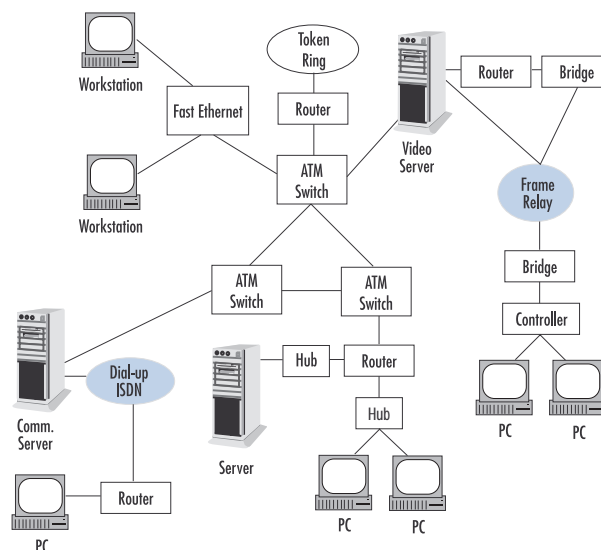 Token
Ring
Workstation
Fast Ethernet
Router
Router
Bridge
Video
Server
ATM
Switch
Workstation
Frame
Relay
Bridge
ATM
Switch
ATM
Switch
Controller
Dial-up
ISDN
Hub
Router
Comm.
Server
Hub
PC
PC
Server
Router
PC
PC
PC